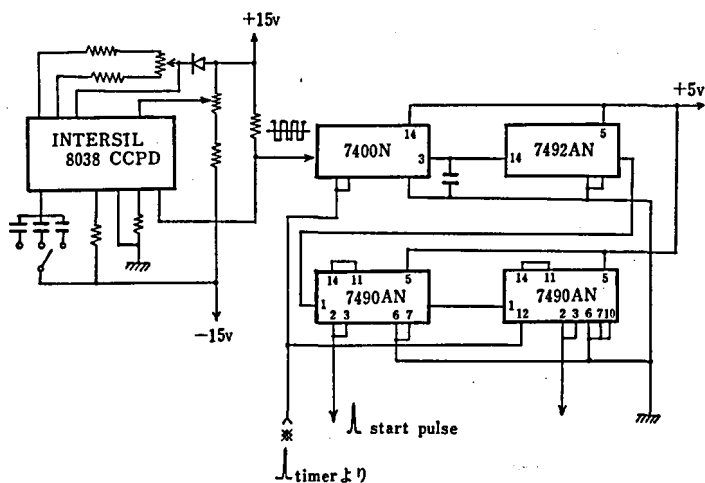 +15v
INTERSIL
8038 CCPD
-15v
+5v
14
7400N
3
5
14
7492AN
14 11 5
7490AN
1
2 3 6 7
14 11 5
7490AN
1
12 2 3 6 7 10
start pulse
※
timerより